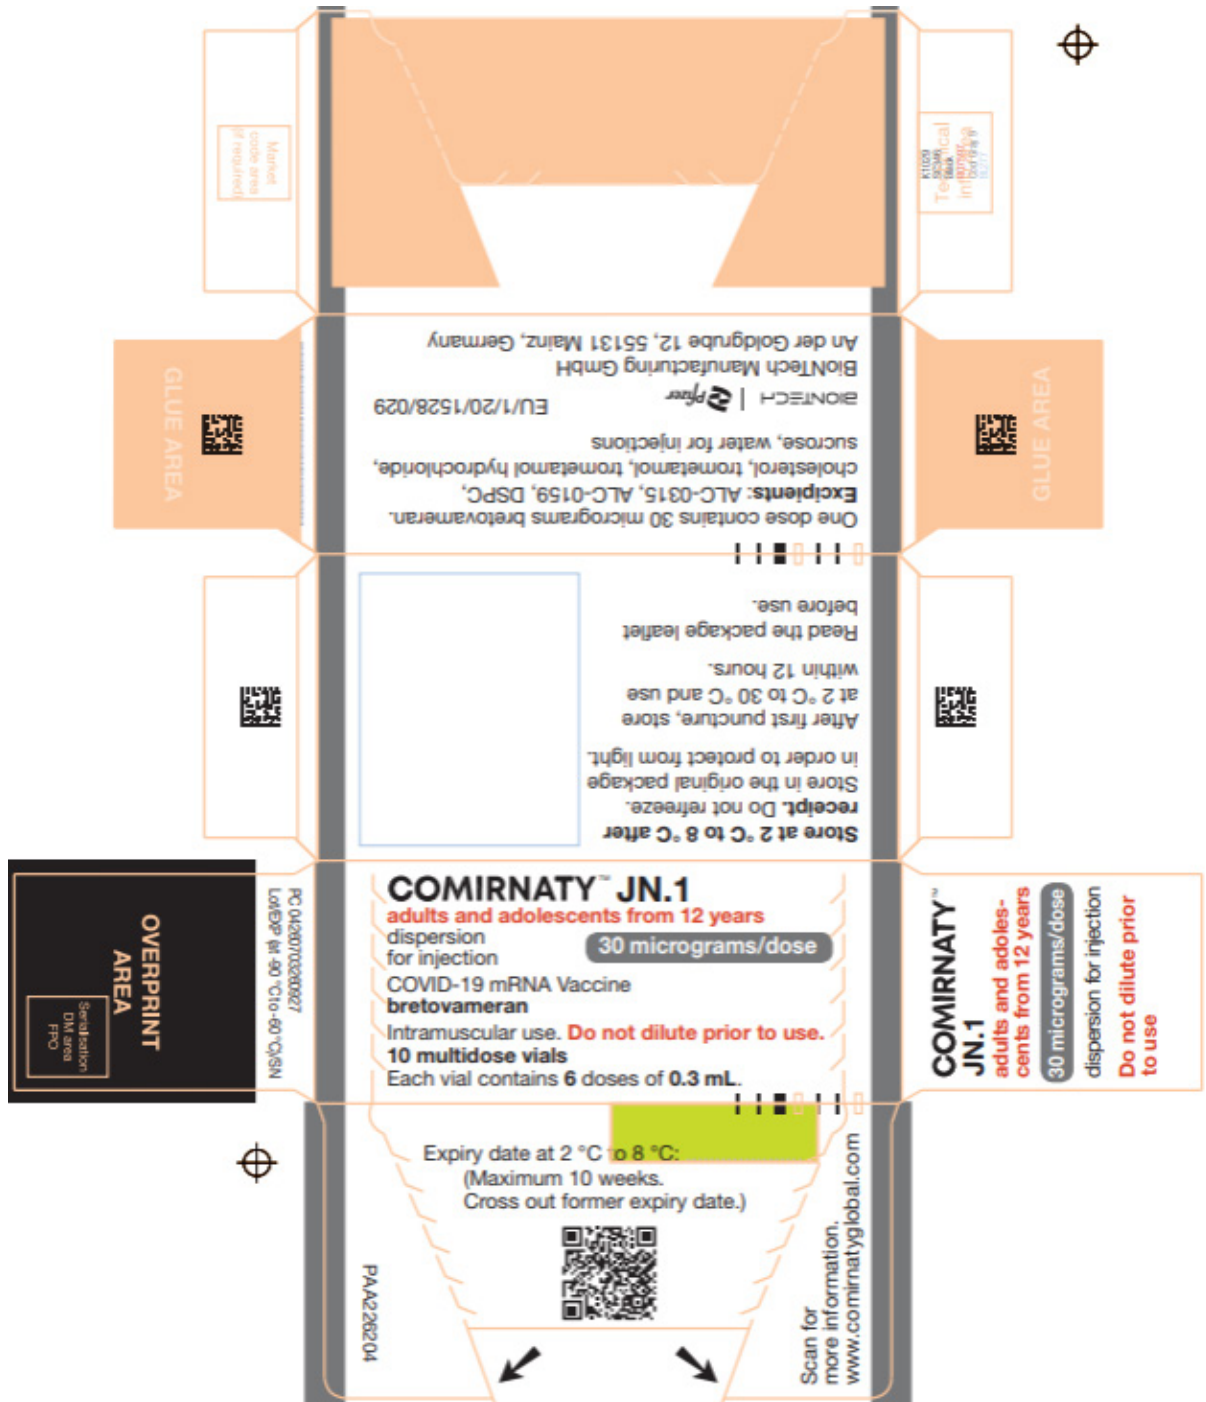 Market
code area
(if required)
Technical
info area
K1029
SC346
Black
An der Goldgrube 12, 55131 Mainz, Germany
BioNTech Manufacturing GmbH
BIONTECH | Pfizer
EU/1/20/1528/029
sucrose, water for injections
cholesterol, trometamol, trometamol hydrochloride,
Excipients: ALC-0315, ALC-0159, DSPC,
One dose contains 30 micrograms bretovameran.
GLUE AREA
GLUE AREA
before use.
Read the package leaflet
within 12 hours.
at 2 °C to 30 °C and use
After first puncture, store
in order to protect from light.
Store in the original package
receipt. Do not refreeze.
Store at 2 °C to 8 °C after
OVERPRINT
AREA
Serialisation
DM area
FPO
PC 04260703260927
Lot/EXP (at -90 °C to -60 °C)/SN
COMIRNATY™ JN.1
adults and adolescents from 12 years
dispersion
for injection
30 micrograms/dose
COVID-19 mRNA Vaccine
bretovameran
Intramuscular use. Do not dilute prior to use.
10 multidose vials
Each vial contains 6 doses of 0.3 mL.
COMIRNATY™
JN.1
adults and adoles-
cents from 12 years
30 micrograms/dose
dispersion for injection
Do not dilute prior
to use
Expiry date at 2 °C to 8 °C:
(Maximum 10 weeks.
Cross out former expiry date.)
PAA226204
Scan for
more information.
www.comirnatyglobal.com